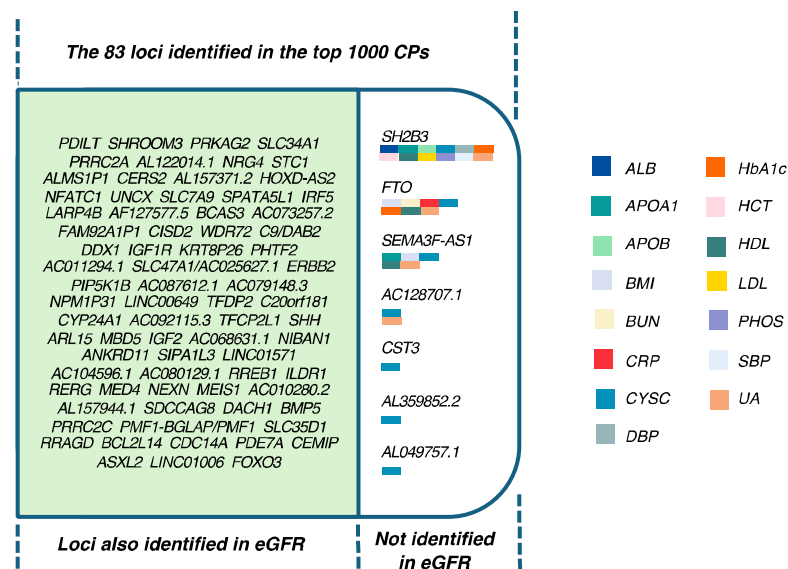 The 83 loci identified in the top 1000 CPs
PDILT SHROOM3 PRKAG2 SLC34A1
PRRC2A AL122014.1 NRG4 STC1
ALMS1P1 CERS2 AL157371.2 HOXD-AS2
NFATC1 UNCX SLC7A9 SPATA5L1 IRF5
LARP4B AF127577.5 BCAS3 AC073257.2
FAM92A1P1 CISD2 WDR72 C9/DAB2
DDX1 IGF1R KRT8P26 PHTF2
AC011294.1 SLC47A1/AC025627.1 ERBB2
PIP5K1B AC087612.1 AC079148.3
NPM1P31 LINC00649 TFDP2 C20orf181
CYP24A1 AC092115.3 TFCP2L1 SHH
ARL15 MBD5 IGF2 AC068631.1 NIBAN1
ANKRD11 SIPA1L3 LINC01571
AC104596.1 AC080129.1 RREB1 ILDR1
RERG MED4 NEXN MEIS1 AC010280.2
AL157944.1 SDCCAG8 DACH1 BMP5
PRRC2C PMF1-BGLAP/PMF1 SLC35D1
RRAGD BCL2L14 CDC14A PDE7A CEMIP
ASXL2 LINC01006 FOXO3
SH2B3
FTO
SEMA3F-AS1
AC128707.1
CST3
AL359852.2
AL049757.1
Loci also identified in eGFR
Not identified
in eGFR
ALB
APOA1
APOB
BMI
BUN
CRP
CYSC
DBP
HbA1c
HCT
HDL
LDL
PHOS
SBP
UA